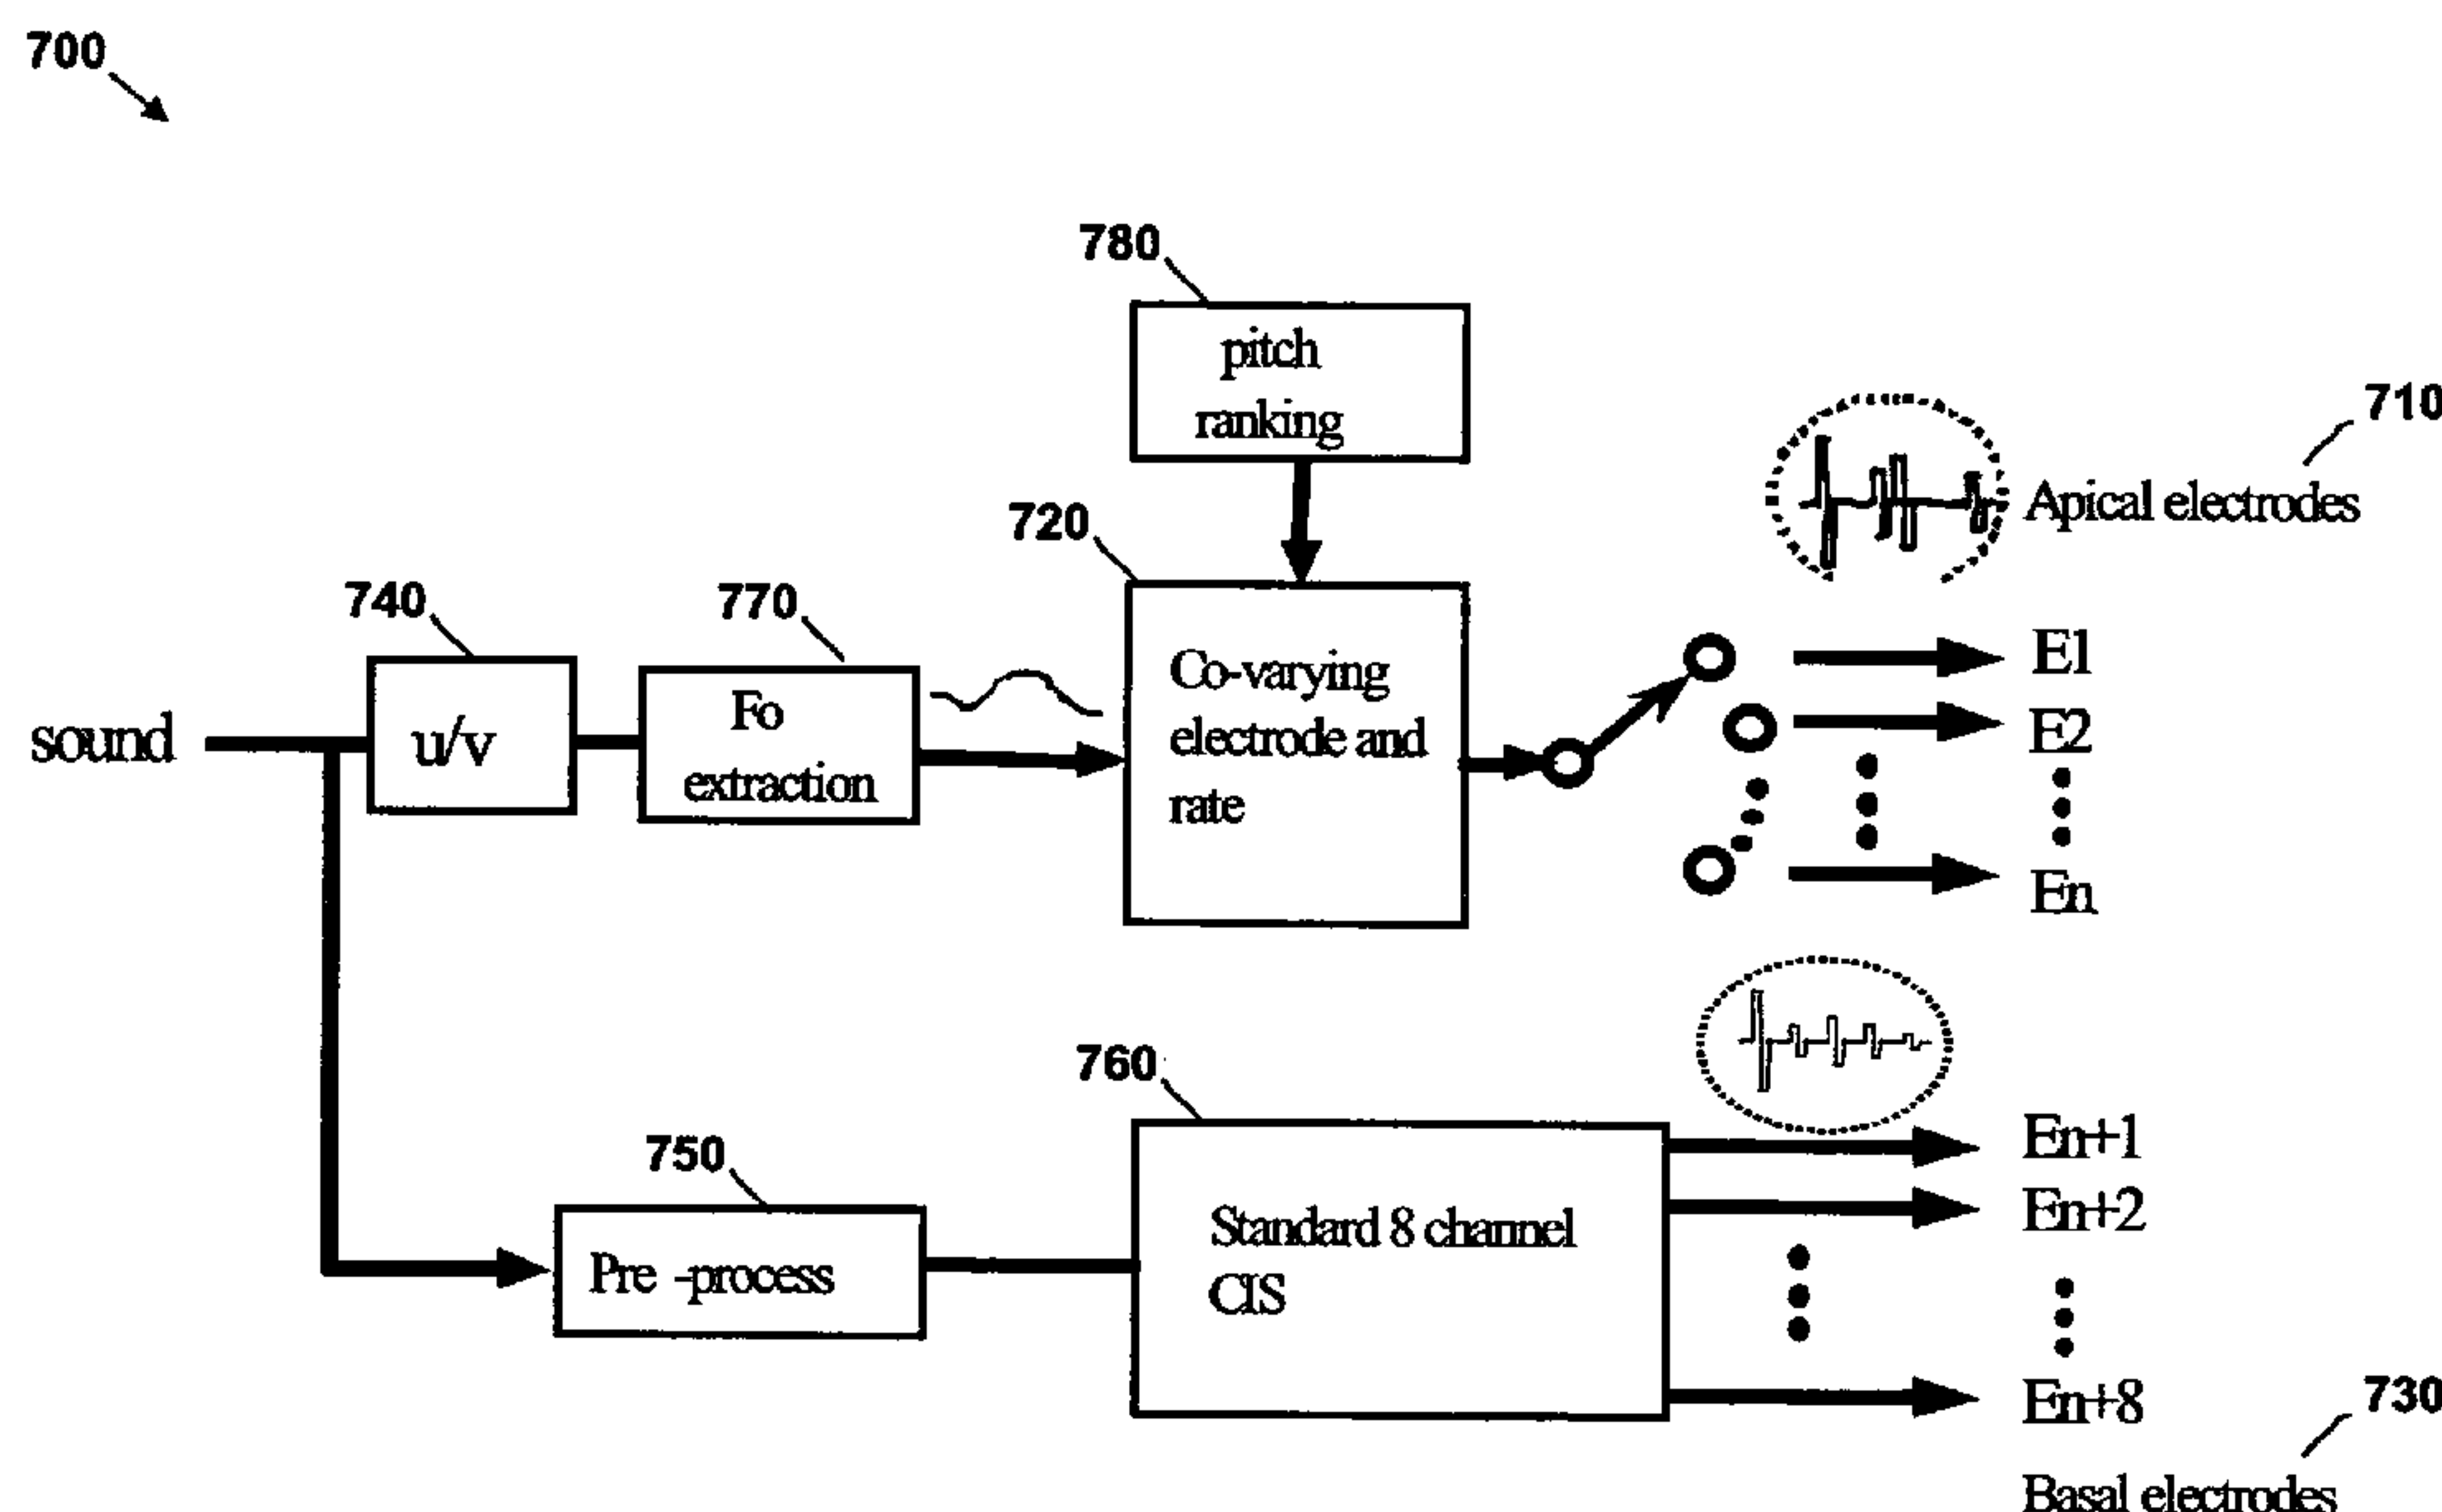 700
780
pitch
ranking
710
Apical electrodes
720
740
770
sound
u/v
Fo
extraction
Co-varying
electrode and
rate
E1
E2
En
760
750
Pre -process
Standard 8 channel
CIS
En+1
En+2
En+8
730
Basal electrodes